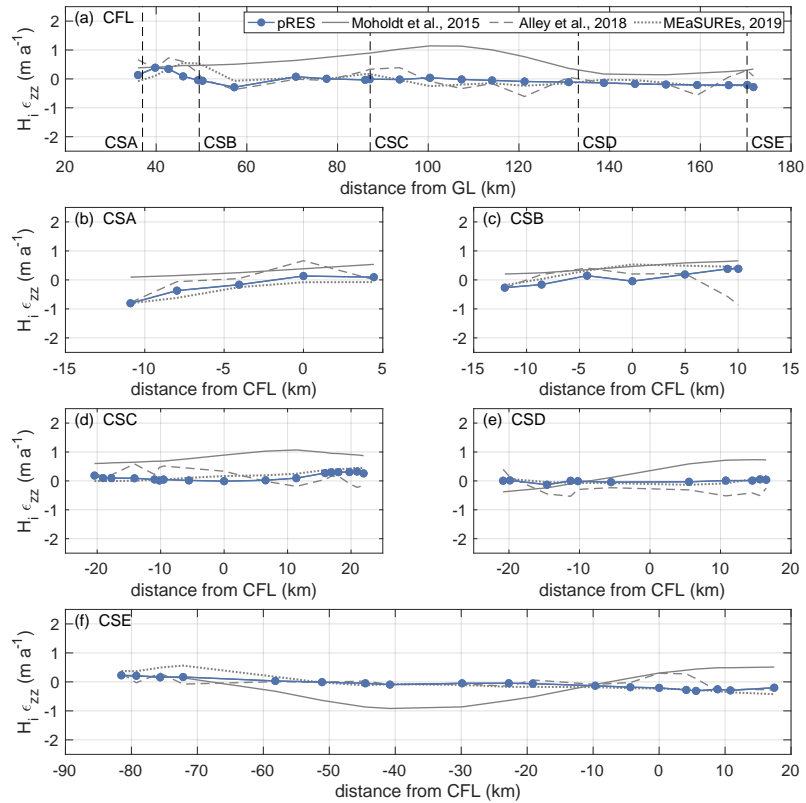 (a) CFL
pRES Moholdt et al., 2015 Alley et al., 2018 MEaSUREs, 2019
H_i ϵ_zz (m a^-1)
2
1
0
-1
-2
CSA CSB CSC CSD CSE
20 40 60 80 100 120 140 160 180
distance from GL (km)
(b) CSA
H_i ϵ_zz (m a^-1)
2
1
0
-1
-2
-15 -10 -5 0 5
distance from CFL (km)
(c) CSB
2
1
0
-1
-2
-15 -10 -5 0 5 10 15
distance from CFL (km)
(d) CSC
H_i ϵ_zz (m a^-1)
2
1
0
-1
-2
-20 -10 0 10 20
distance from CFL (km)
(e) CSD
2
1
0
-1
-2
-20 -10 0 10 20
distance from CFL (km)
(f) CSE
H_i ϵ_zz (m a^-1)
2
1
0
-1
-2
-90 -80 -70 -60 -50 -40 -30 -20 -10 0 10 20
distance from CFL (km)